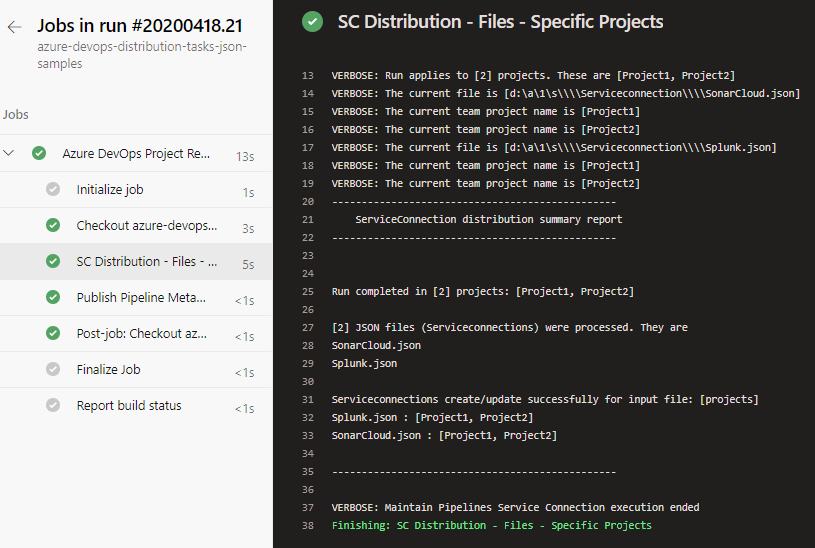 Jobs in run #20200418.21
azure-devops-distribution-tasks-json-
samples
Jobs
Azure DevOps Project Re... 13s
Initialize job 1s
Checkout azure-devops... 3s
SC Distribution - Files - ... 5s
Publish Pipeline Meta... <1s
Post-job: Checkout az... <1s
Finalize Job <1s
Report build status <1s
SC Distribution - Files - Specific Projects
13 VERBOSE: Run applies to [2] projects. These are [Project1, Project2]
14 VERBOSE: The current file is [d:\a\1\s\\\\Serviceconnection\\\\SonarCloud.json]
15 VERBOSE: The current team project name is [Project1]
16 VERBOSE: The current team project name is [Project2]
17 VERBOSE: The current file is [d:\a\1\s\\\\Serviceconnection\\\\Splunk.json]
18 VERBOSE: The current team project name is [Project1]
19 VERBOSE: The current team project name is [Project2]
20 ------------------------------------------------
21 ServiceConnection distribution summary report
22 ------------------------------------------------
23
24
25 Run completed in [2] projects: [Project1, Project2]
26
27 [2] JSON files (Serviceconnections) were processed. They are
28 SonarCloud.json
29 Splunk.json
30
31 Serviceconnections create/update successfully for input file: [projects]
32 Splunk.json : [Project1, Project2]
33 SonarCloud.json : [Project1, Project2]
34
35 ------------------------------------------------
36
37 VERBOSE: Maintain Pipelines Service Connection execution ended
38 Finishing: SC Distribution - Files - Specific Projects